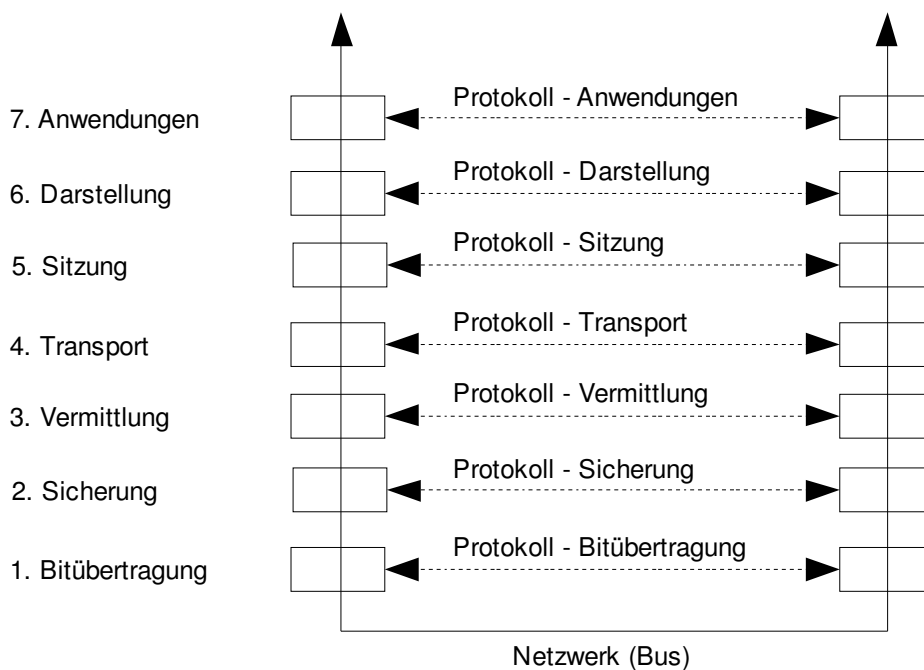 Protokoll - Anwendungen
7. Anwendungen
Protokoll - Darstellung
6. Darstellung
Protokoll - Sitzung
5. Sitzung
Protokoll - Transport
4. Transport
Protokoll - Vermittlung
3. Vermittlung
Protokoll - Sicherung
2. Sicherung
Protokoll - Bitübertragung
1. Bitübertragung
Netzwerk (Bus)